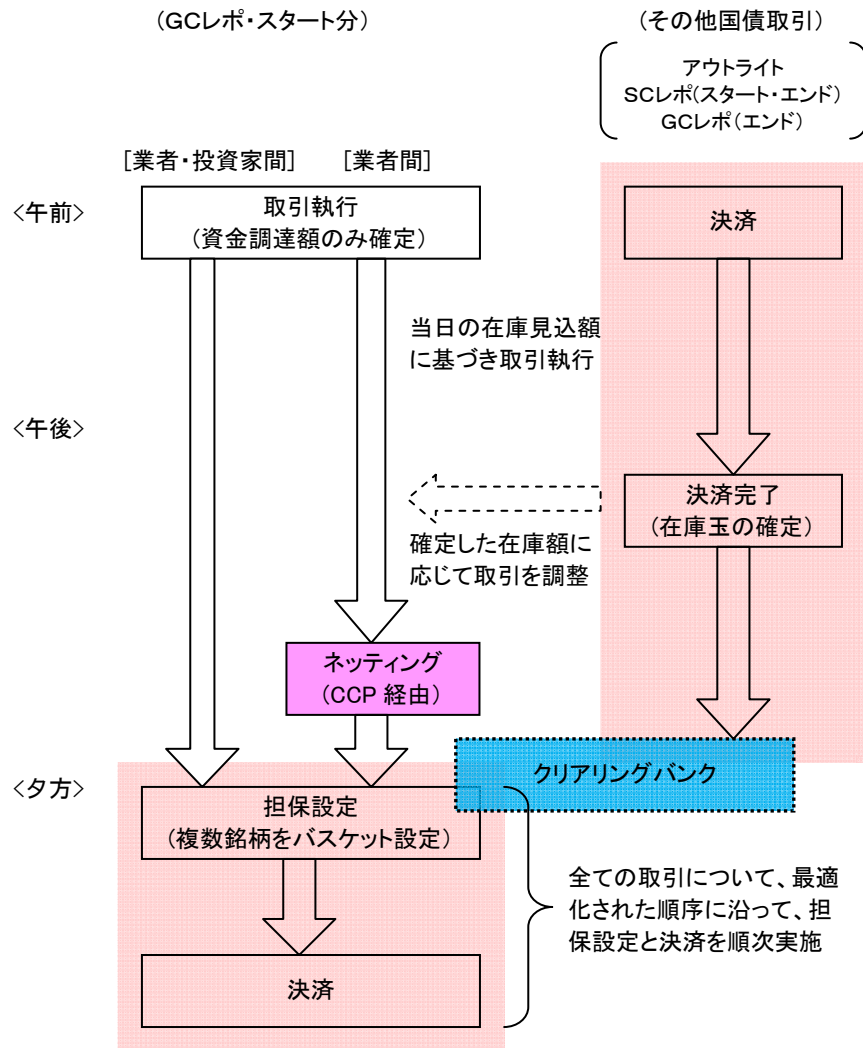 (GCレポ・スタート分)
(その他国債取引)
アウトライト
SCレポ(スタート・エンド)
GCレポ(エンド)
[業者・投資家間]
[業者間]
<午前>
取引執行
(資金調達額のみ確定)
決済
当日の在庫見込額
に基づき取引執行
<午後>
決済完了
(在庫玉の確定)
確定した在庫額に
応じて取引を調整
ネッティング
(CCP 経由)
クリアリングバンク
<夕方>
担保設定
(複数銘柄をバスケット設定)
全ての取引について、最適
化された順序に沿って、担
保設定と決済を順次実施
決済